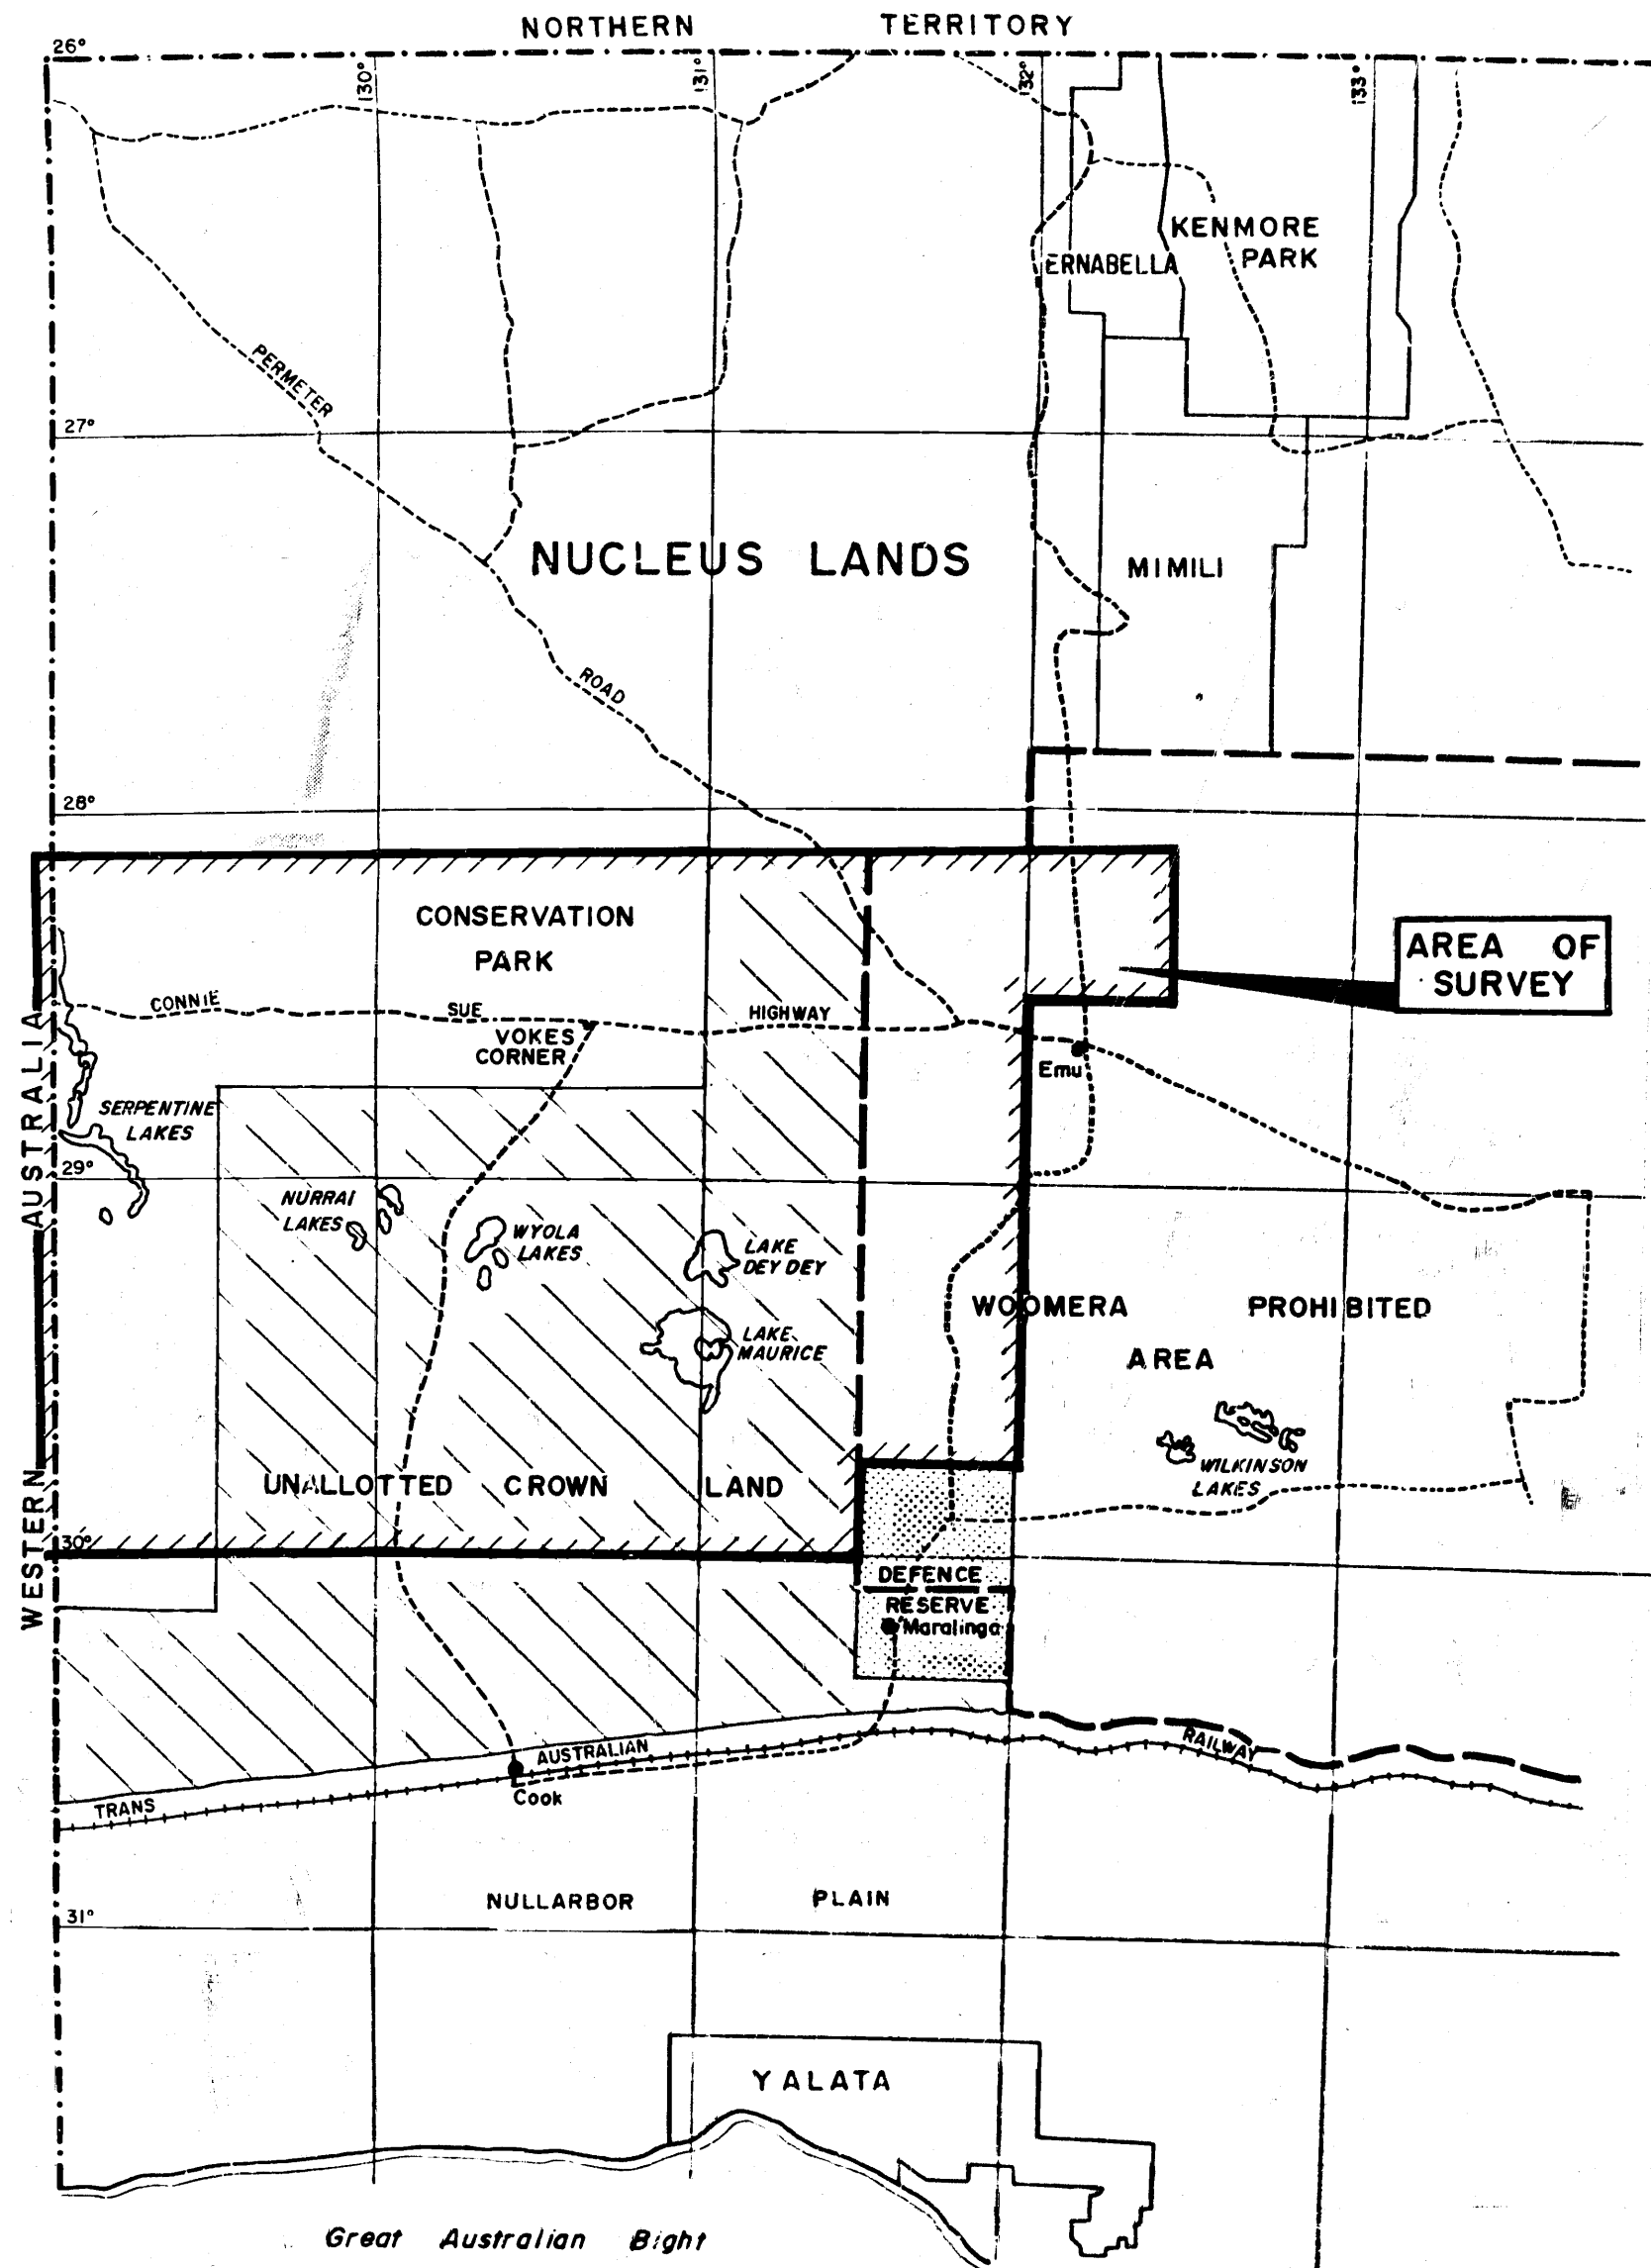 NORTHERN TERRITORY
26°
130°
131°
132°
133°
KENMORE
PARK
ERNABELLA
PERMETER
27°
NUCLEUS LANDS
MIMILI
ROAD
28°
CONSERVATION
PARK
AREA OF
SURVEY
CONNIE SUE HIGHWAY
VOKES
CORNER
Emu
SERPENTINE
LAKES
WESTERN AUSTRALIA
29°
NURRAI
LAKES
WYOLA
LAKES
LAKE
DEY DEY
WOOMERA PROHIBITED
AREA
LAKE
MAURICE
WILKINSON
LAKES
UNALLOTTED CROWN LAND
30°
DEFENCE
RESERVE
Maralinga
TRANS AUSTRALIAN RAILWAY
Cook
NULLARBOR PLAIN
31°
YALATA
Great Australian Bight